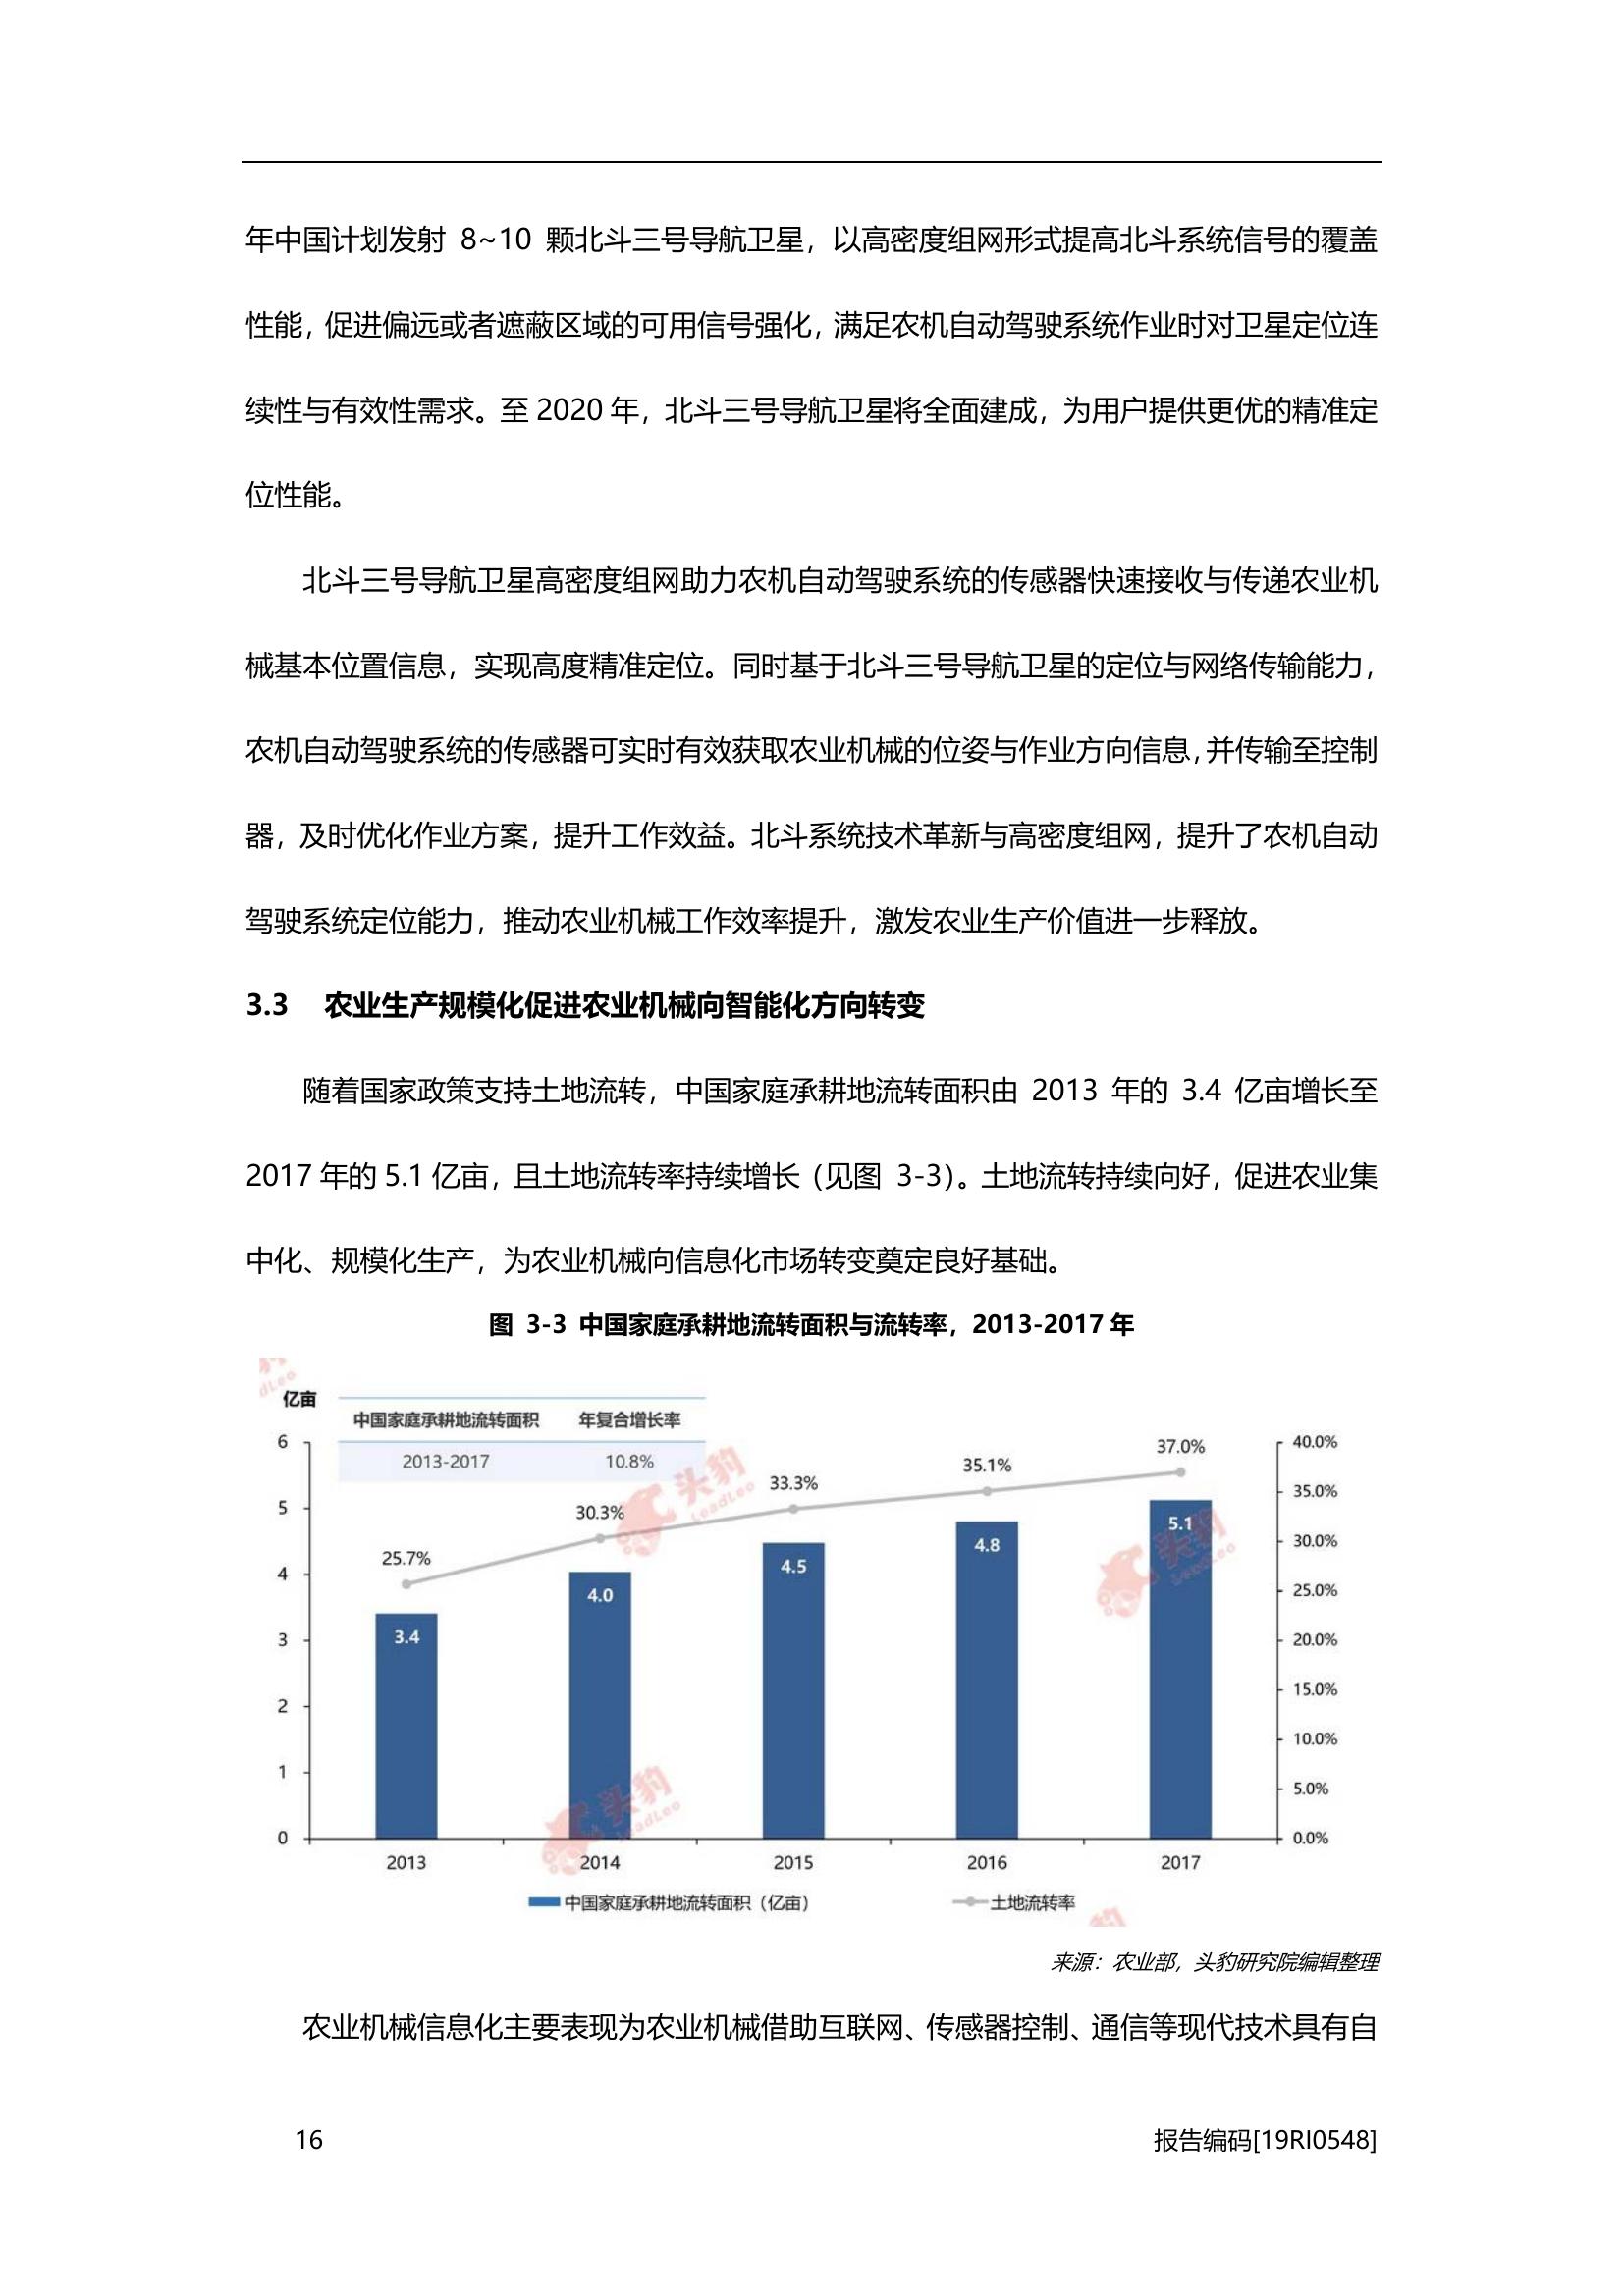 年中国计划发射 8~10 颗北斗三号导航卫星，以高密度组网形式提高北斗系统信号的覆盖
性能，促进偏远或者遮蔽区域的可用信号强化，满足农机自动驾驶系统作业时对卫星定位连
续性与有效性需求。至 2020 年，北斗三号导航卫星将全面建成，为用户提供更优的精准定
位性能。
北斗三号导航卫星高密度组网助力农机自动驾驶系统的传感器快速接收与传递农业机
械基本位置信息，实现高度精准定位。同时基于北斗三号导航卫星的定位与网络传输能力，
农机自动驾驶系统的传感器可实时有效获取农业机械的位姿与作业方向信息，并传输至控制
器，及时优化作业方案，提升工作效益。北斗系统技术革新与高密度组网，提升了农机自动
驾驶系统定位能力，推动农业机械工作效率提升，激发农业生产价值进一步释放。
3.3 农业生产规模化促进农业机械向智能化方向转变
随着国家政策支持土地流转，中国家庭承耕地流转面积由 2013 年的 3.4 亿亩增长至
2017 年的 5.1 亿亩，且土地流转率持续增长（见图 3-3）。土地流转持续向好，促进农业集
中化、规模化生产，为农业机械向信息化市场转变奠定良好基础。
图 3-3 中国家庭承耕地流转面积与流转率，2013-2017 年
亿亩
中国家庭承耕地流转面积 年复合增长率
2013-2017 10.8%
6 5 4 3 2 1 0
40.0% 35.0% 30.0% 25.0% 20.0% 15.0% 10.0% 5.0% 0.0%
25.7% 30.3% 33.3% 35.1% 37.0%
3.4 4.0 4.5 4.8 5.1
头豹
LeadLeo
头豹
LeadLeo
头豹
LeadLeo
2013 2014 2015 2016 2017
中国家庭承耕地流转面积（亿亩） 土地流转率
来源：农业部，头豹研究院编辑整理
农业机械信息化主要表现为农业机械借助互联网、传感器控制、通信等现代技术具有自
16 报告编码[19RI0548]